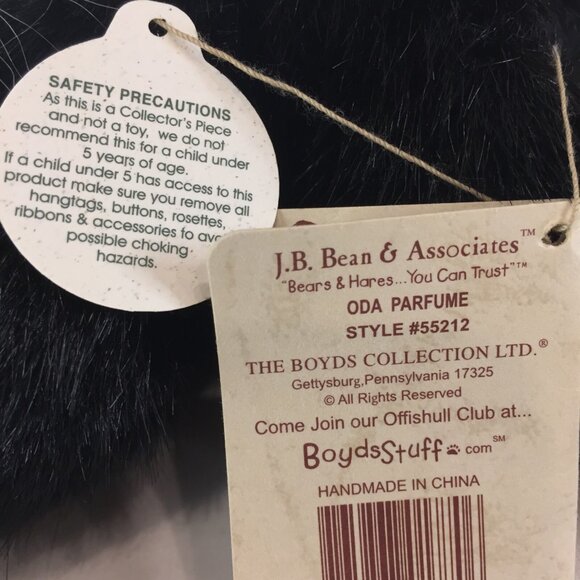 SAFETY PRECAUTIONS
As this is a Collector's Piece
and not a toy, we do not
recommend this for a child under
5 years of age.
If a child under 5 has access to this
product make sure you remove all
hangtags, buttons, rosettes,
ribbons & accessories to
possible choking
hazards.
J.B. Bean & Associates™
"Bears & Hares...You Can Trust"™
ODA PARFUME
STYLE #55212
THE BOYDS COLLECTION LTD.®
Gettysburg,Pennsylvania 17325
© All Rights Reserved
Come Join our Offishull Club at...
BoydsStuff.com℠
HANDMADE IN CHINA